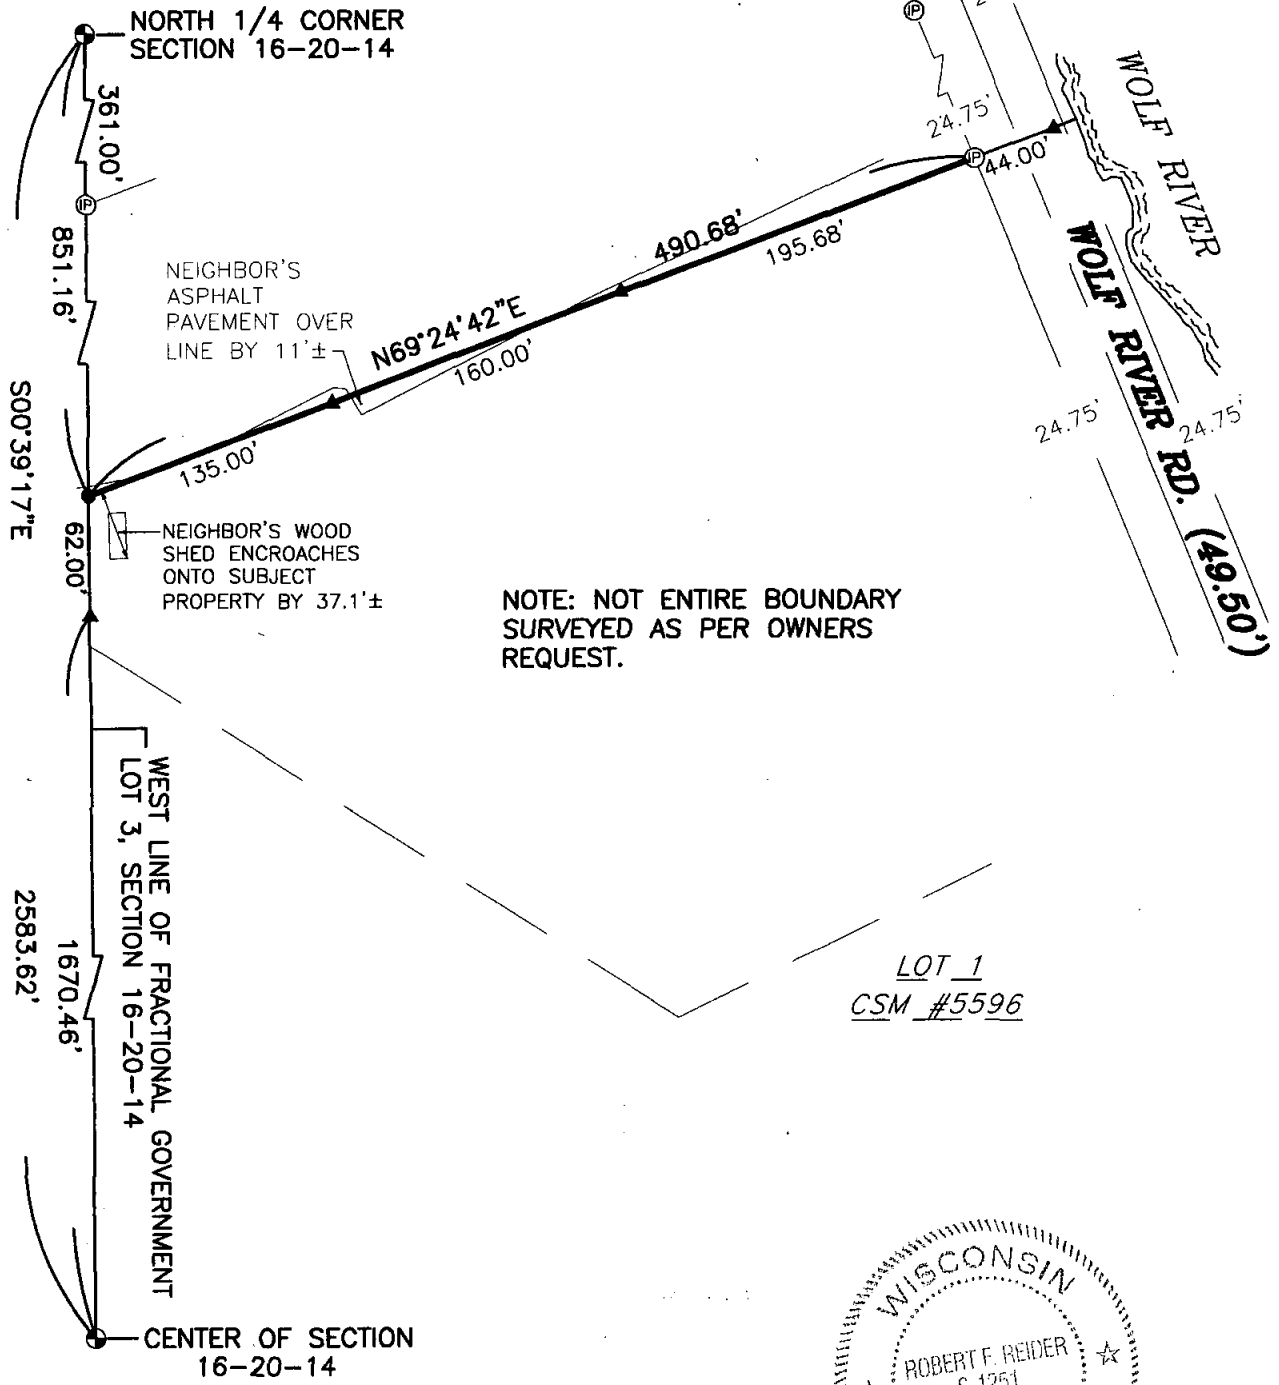 NORTH 1/4 CORNER
SECTION 16-20-14
IP
24.75'
44.00'
IP
WOLF RIVER
361.00'
IP
851.16'
490.68'
195.68'
NEIGHBOR'S
ASPHALT
PAVEMENT OVER
LINE BY 11'±
N69°24'42"E
160.00'
WOLF RIVER RD. (49.50')
24.75'
24.75'
135.00'
S00°39'17"E
62.00'
NEIGHBOR'S WOOD
SHED ENCROACHES
ONTO SUBJECT
PROPERTY BY 37.1'±
NOTE: NOT ENTIRE BOUNDARY
SURVEYED AS PER OWNERS
REQUEST.
WEST LINE OF FRACTIONAL GOVERNMENT
LOT 3, SECTION 16-20-14
1670.46'
2583.62'
LOT 1
CSM #5596
CENTER OF SECTION
16-20-14
WISCONSIN
ROBERT F. REIDER